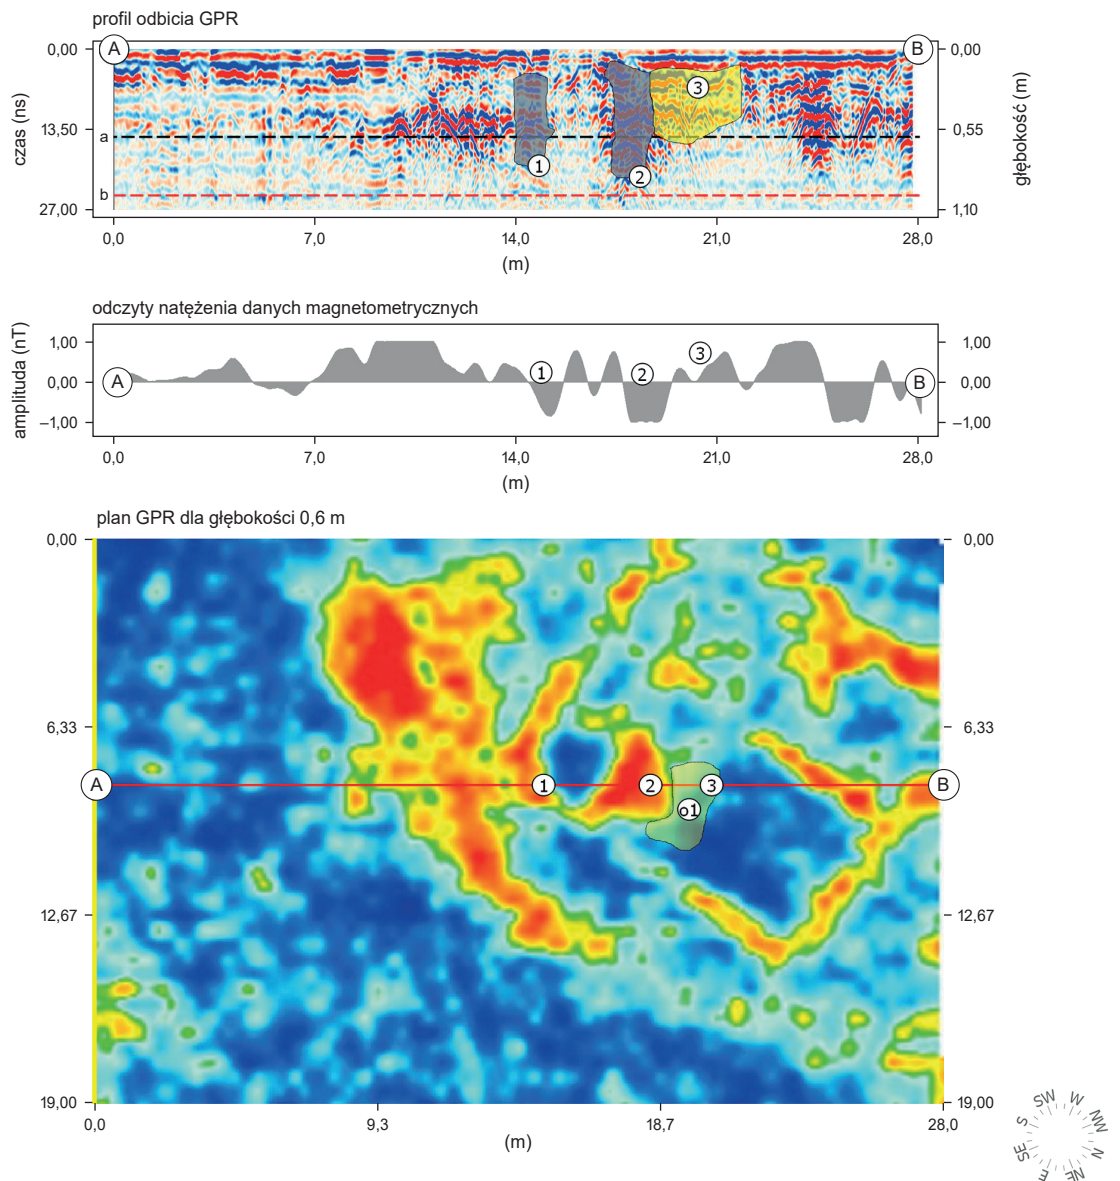 profil odbicia GPR
A
B
0,00
13,50
27,00
czas (ns)
a
b
1
2
3
0,00
0,55
1,10
głębokość (m)
0,0
7,0
14,0
21,0
28,0
(m)
odczyty natężenia danych magnetometrycznych
amplituda (nT)
1,00
0,00
–1,00
A
1
2
3
B
1,00
0,00
–1,00
0,0
7,0
14,0
21,0
28,0
(m)
plan GPR dla głębokości 0,6 m
0,00
6,33
12,67
19,00
A
1
2
3
o1
B
0,00
6,33
12,67
19,00
0,0
9,3
18,7
28,0
(m)
S
SW
W
NW
N
NE
E
SE